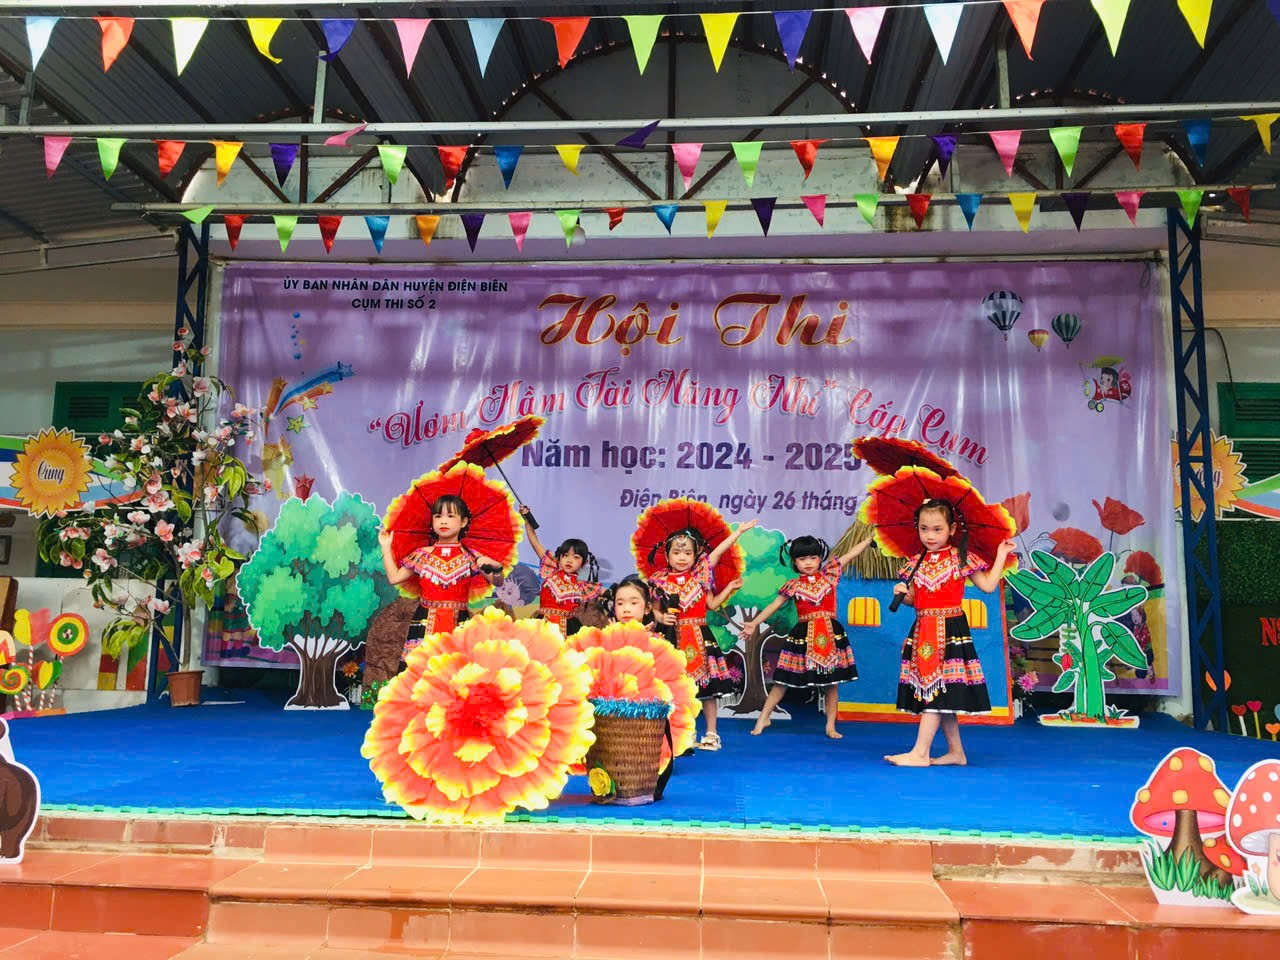 ỦY BAN NHÂN DÂN HUYỆN ĐIỆN BIÊN
CỤM THI SỐ 2
Hội Thi
"Ươm Mầm Tài Năng Nhí" Cấp Cụm
Năm học: 2024 - 2025
Điện Biên, ngày 26 tháng
Cùng